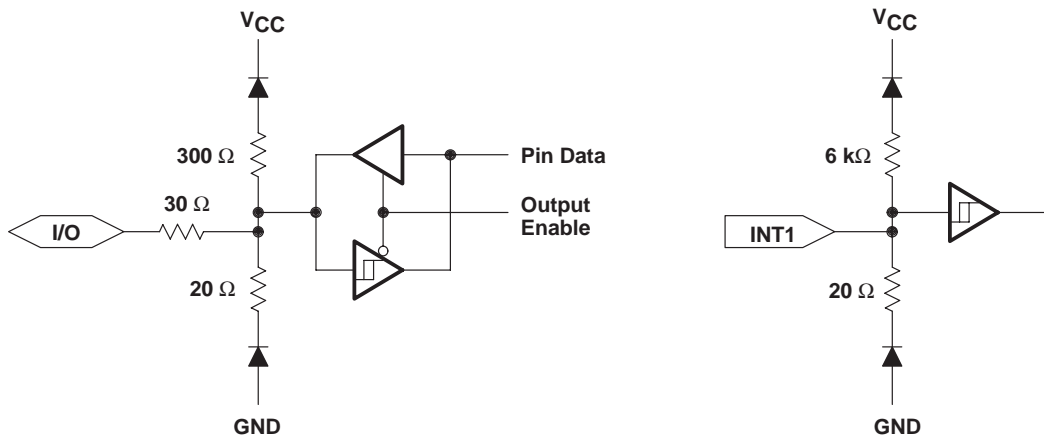 VCC
300 Ω
30 Ω
I/O
20 Ω
GND
Pin Data
Output
Enable
VCC
6 kΩ
INT1
20 Ω
GND